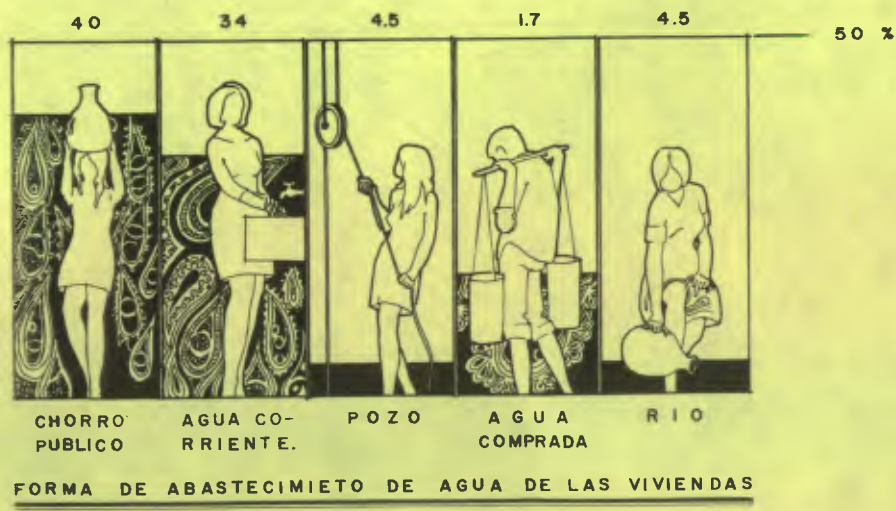 40 34 4.5 1.7 4.5
50 %
CHORRO PUBLICO
AGUA CO-
RRIENTE.
POZO
AGUA
COMPRADA
RIO
FORMA DE ABASTECIMIETO DE AGUA DE LAS VIVIENDAS